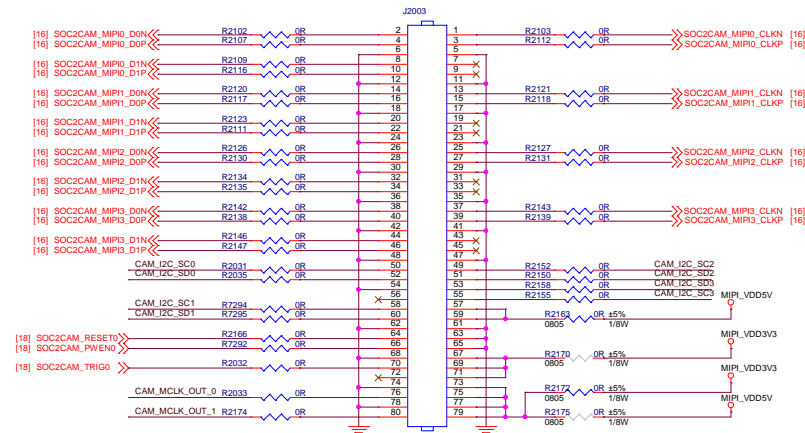 J2003
[16] SOC2CAM_MIPI0_D0N R2102 0R 2 1 R2103 0R SOC2CAM_MIPI0_CLKN [16]
[16] SOC2CAM_MIPI0_D0P R2107 0R 4 3 R2112 0R SOC2CAM_MIPI0_CLKP [16]
6 5
[16] SOC2CAM_MIPI0_D1N R2109 0R 8 7
[16] SOC2CAM_MIPI0_D1P R2116 0R 10 9
12 11
[16] SOC2CAM_MIPI1_D0N R2120 0R 14 13 R2121 0R SOC2CAM_MIPI1_CLKN [16]
[16] SOC2CAM_MIPI1_D0P R2117 0R 16 15 R2118 0R SOC2CAM_MIPI1_CLKP [16]
18 17
[16] SOC2CAM_MIPI1_D1N R2123 0R 20 19
[16] SOC2CAM_MIPI1_D1P R2111 0R 22 21
24 23
[16] SOC2CAM_MIPI2_D0N R2126 0R 26 25 R2127 0R SOC2CAM_MIPI2_CLKN [16]
[16] SOC2CAM_MIPI2_D0P R2130 0R 28 27 R2131 0R SOC2CAM_MIPI2_CLKP [16]
30 29
[16] SOC2CAM_MIPI2_D1N R2134 0R 32 31
[16] SOC2CAM_MIPI2_D1P R2135 0R 34 33
36 35
[16] SOC2CAM_MIPI3_D0N R2142 0R 38 37 R2143 0R SOC2CAM_MIPI3_CLKN [16]
[16] SOC2CAM_MIPI3_D0P R2138 0R 40 39 R2139 0R SOC2CAM_MIPI3_CLKP [16]
42 41
[16] SOC2CAM_MIPI3_D1N R2146 0R 44 43
[16] SOC2CAM_MIPI3_D1P R2147 0R 46 45
48 47
CAM_I2C_SC0 R2031 0R 50 49 R2152 0R CAM_I2C_SC2
CAM_I2C_SD0 R2035 0R 52 51 R2150 0R CAM_I2C_SD2
54 53 R2158 0R CAM_I2C_SD3
56 55 R2155 0R CAM_I2C_SC3
MIPI_VDD5V
CAM_I2C_SC1 R7294 0R 58 57
CAM_I2C_SD1 R7295 0R 60 59 R2163 0R ±5%
0805 1/8W
62 61
MIPI_VDD3V3
[18] SOC2CAM_RESET0 R2166 0R 64 63
[18] SOC2CAM_PWEN0 R7292 0R 66 65
68 67 R2170 0R ±5%
0805 1/8W
[18] SOC2CAM_TRIG0 R2032 0R 70 69
MIPI_VDD3V3
72 71
74 73
CAM_MCLK_OUT_0 R2033 0R 76 75 R2172 0R ±5%
0805 1/8W
MIPI_VDD5V
78 77
CAM_MCLK_OUT_1 R2174 0R 80 79 R2175 0R ±5%
0805 1/8W